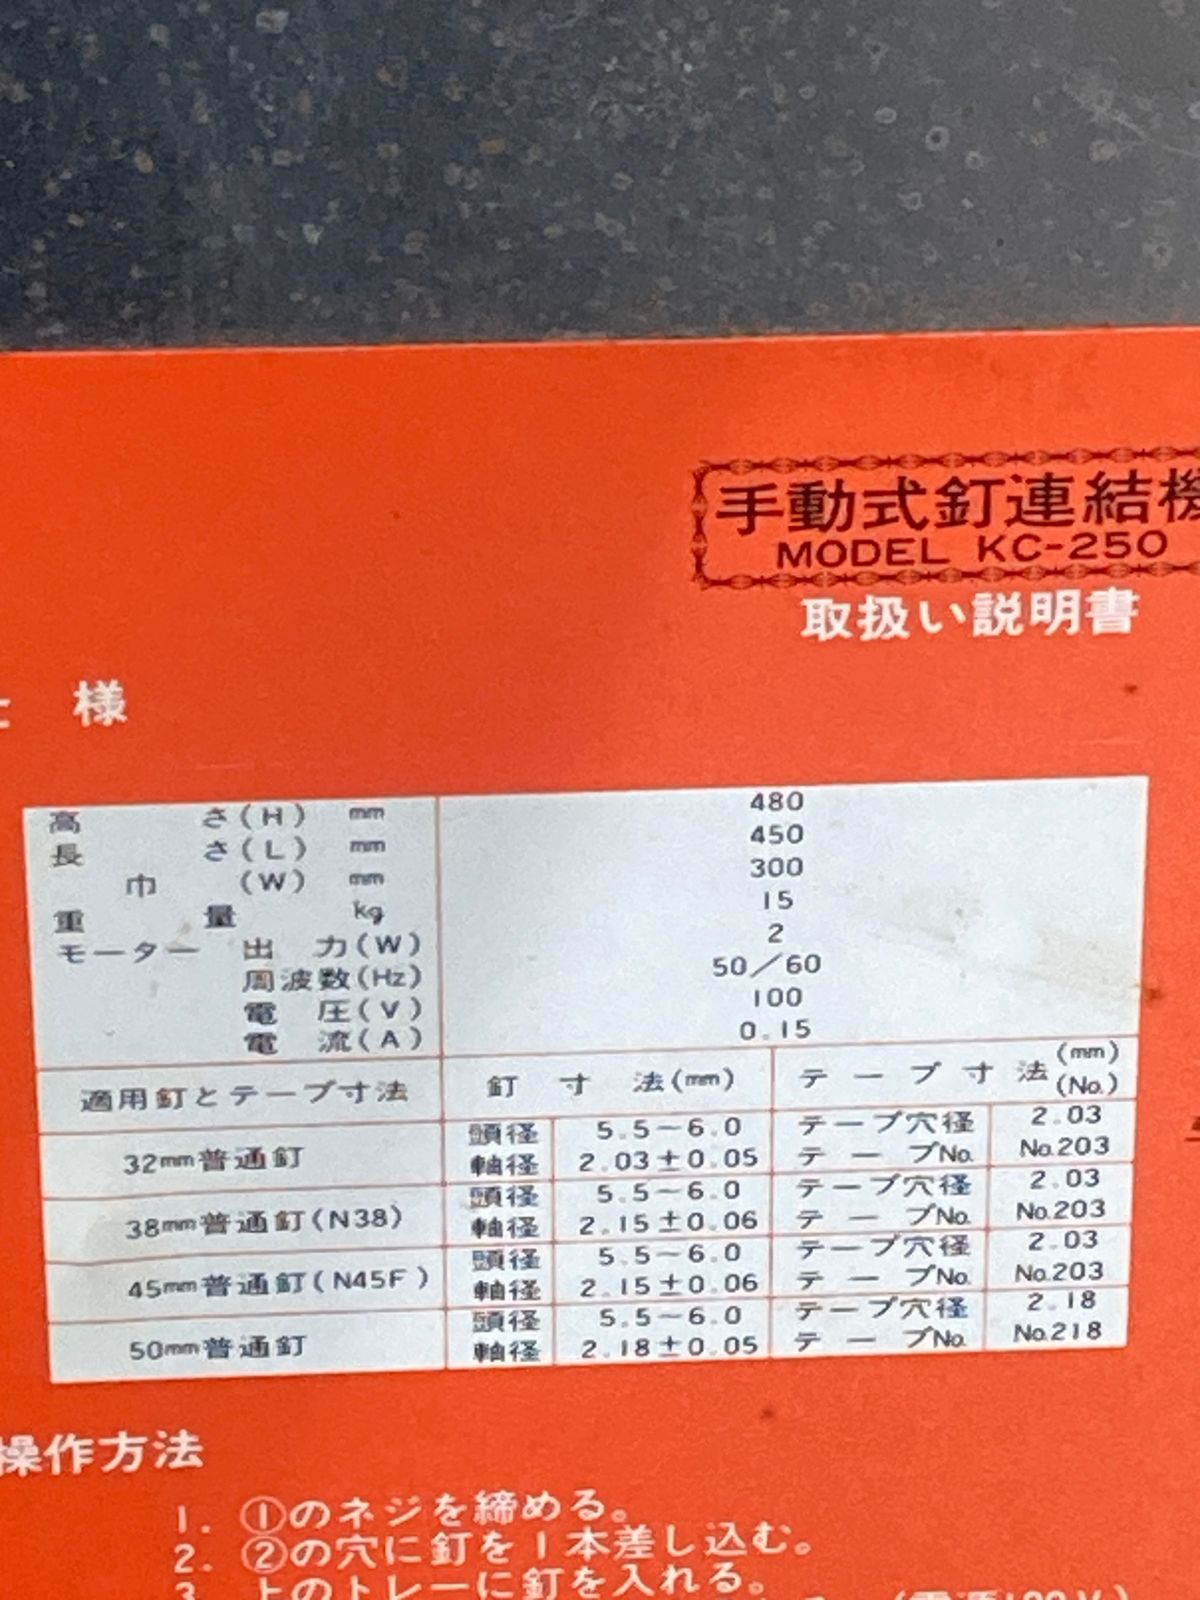 手動式釘連結機
MODEL KC-250
取扱い説明書
様
高さ(H) mm 480
長さ(L) mm 450
巾(W) mm 300
重量 kg 15
モーター 出力(W) 2
周波数(Hz) 50/60
電圧(V) 100
電流(A) 0.15
適用釘とテープ寸法 釘寸法(mm) テープ寸法(mm)(No.)
32mm普通釘 頭径 5.5~6.0 テープ穴径 2.03
軸径 2.03±0.05 テープNo. No.203
38mm普通釘(N38) 頭径 5.5~6.0 テープ穴径 2.03
軸径 2.15±0.06 テープNo. No.203
45mm普通釘(N45F) 頭径 5.5~6.0 テープ穴径 2.03
軸径 2.15±0.06 テープNo. No.203
50mm普通釘 頭径 5.5~6.0 テープ穴径 2.18
軸径 2.18±0.05 テープNo. No.218
操作方法
1. ①のネジを締める。
2. ②の穴に釘を1本差し込む。
3. 上のトレーに釘を入れる。